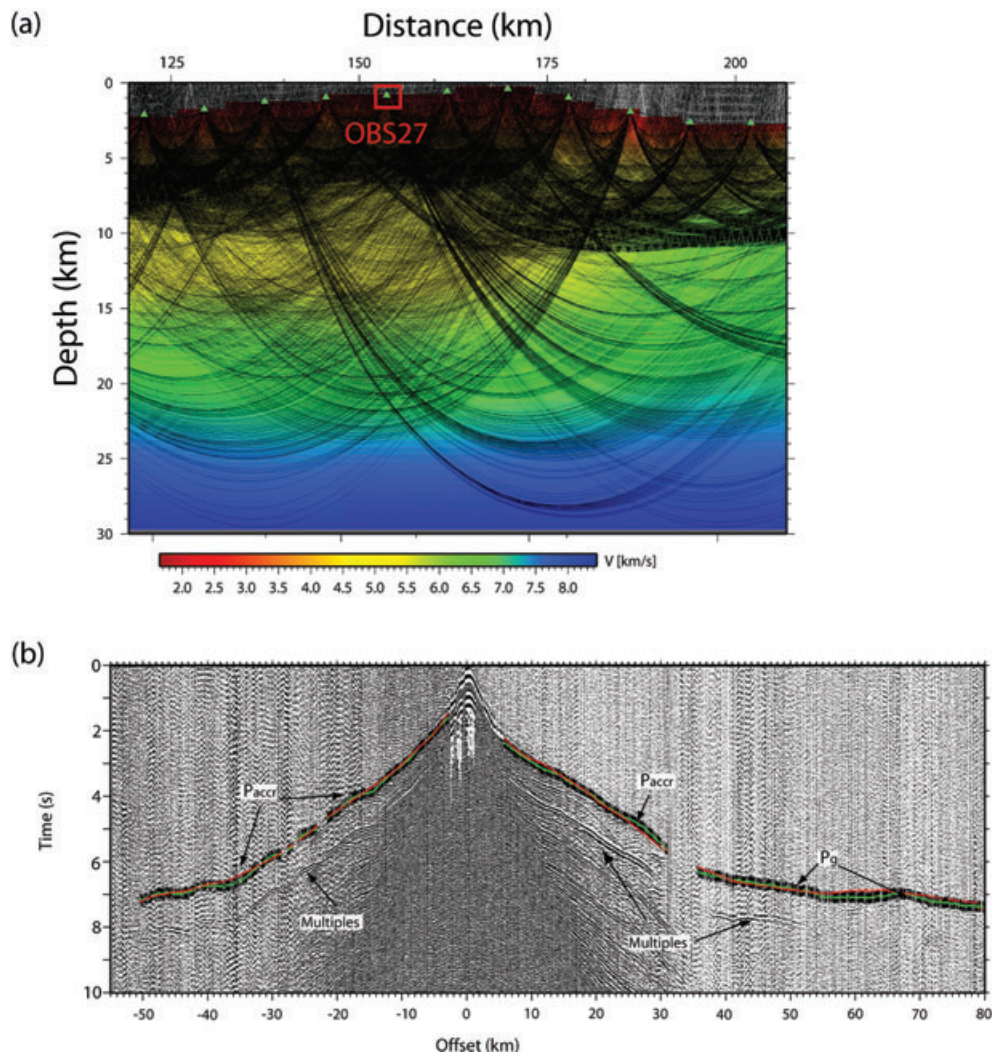 (a)
Distance (km)
125 150 175 200
Depth (km)
0
5
10
15
20
25
30
OBS27
V [km/s]
2.0 2.5 3.0 3.5 4.0 4.5 5.0 5.5 6.0 6.5 7.0 7.5 8.0
(b)
Time (s)
0
2
4
6
8
10
Paccr
Paccr
Pg
Multiples
Multiples
-50 -40 -30 -20 -10 0 10 20 30 40 50 60 70 80
Offset (km)